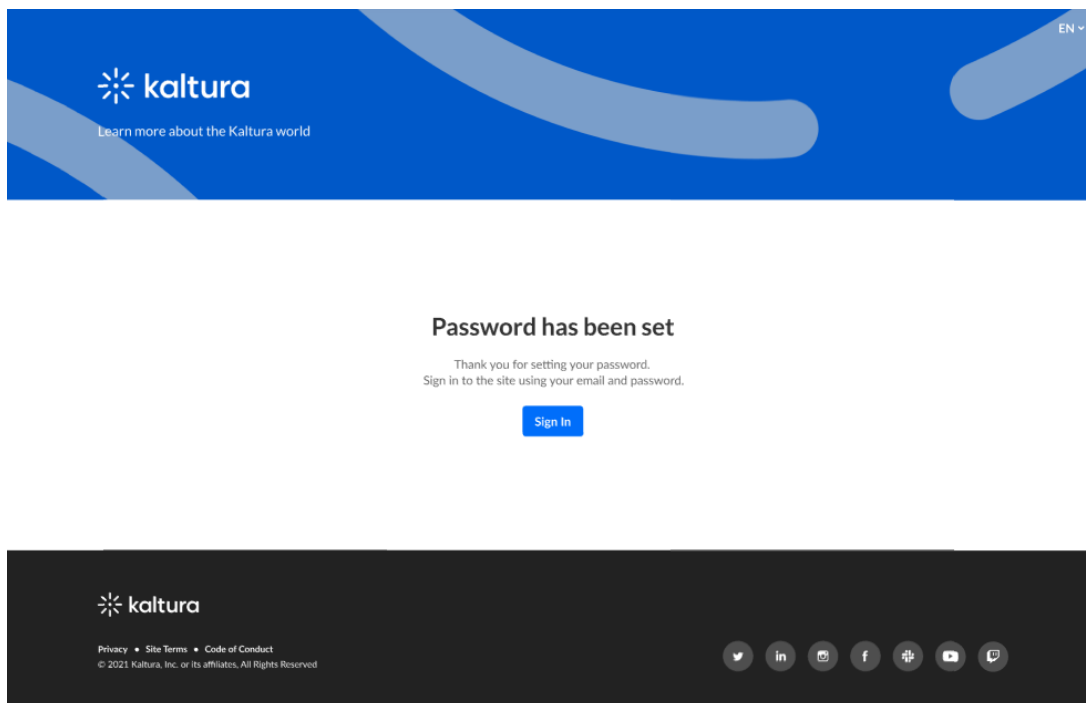 EN
kaltura
Learn more about the Kaltura world
Password has been set
Thank you for setting your password.
Sign in to the site using your email and password.
Sign In
kaltura
Privacy • Site Terms • Code of Conduct
© 2021 Kaltura, Inc. or its affiliates, All Rights Reserved